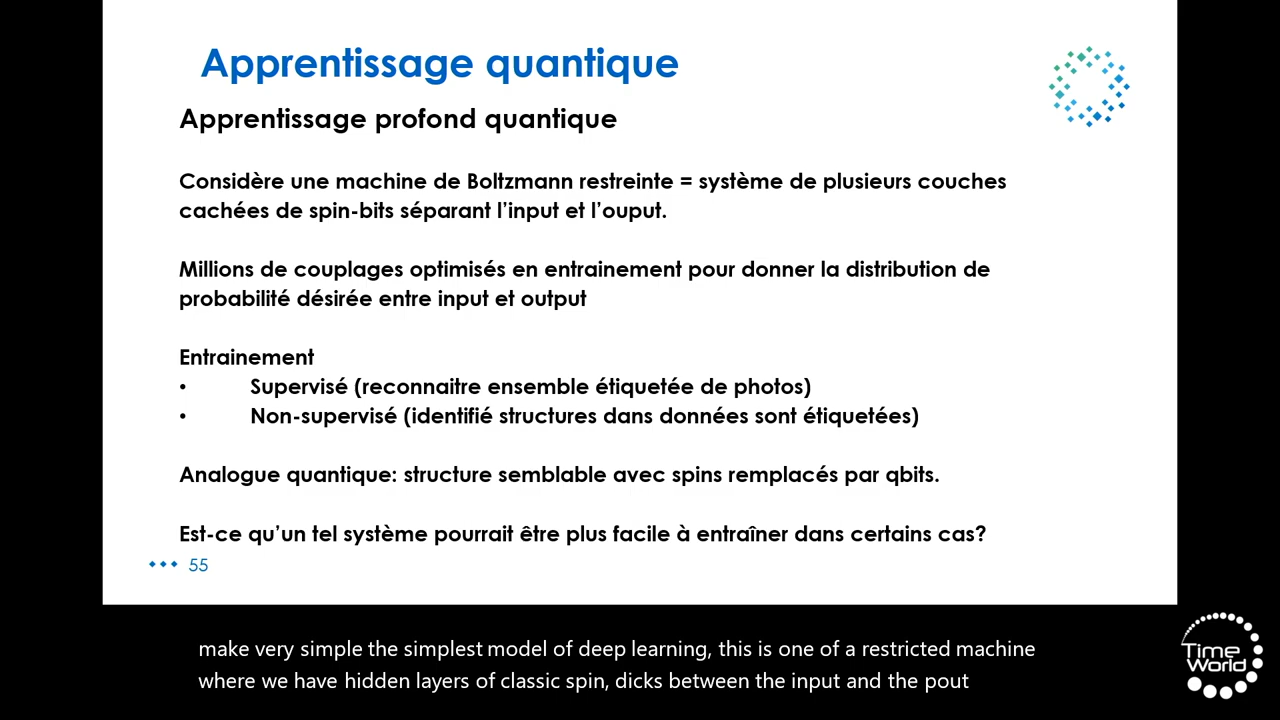 Apprentissage quantique
Apprentissage profond quantique
Considère une machine de Boltzmann restreinte = système de plusieurs couches
cachées de spin-bits séparant l'input et l'ouput.
Millions de couplages optimisés en entrainement pour donner la distribution de
probabilité désirée entre input et output
Entrainement
• Supervisé (reconnaitre ensemble étiquetée de photos)
• Non-supervisé (identifié structures dans données sont étiquetées)
Analogue quantique: structure semblable avec spins remplacés par qbits.
Est-ce qu'un tel système pourrait être plus facile à entraîner dans certains cas?
55
make very simple the simplest model of deep learning, this is one of a restricted machine
where we have hidden layers of classic spin, dicks between the input and the pout
Time
World